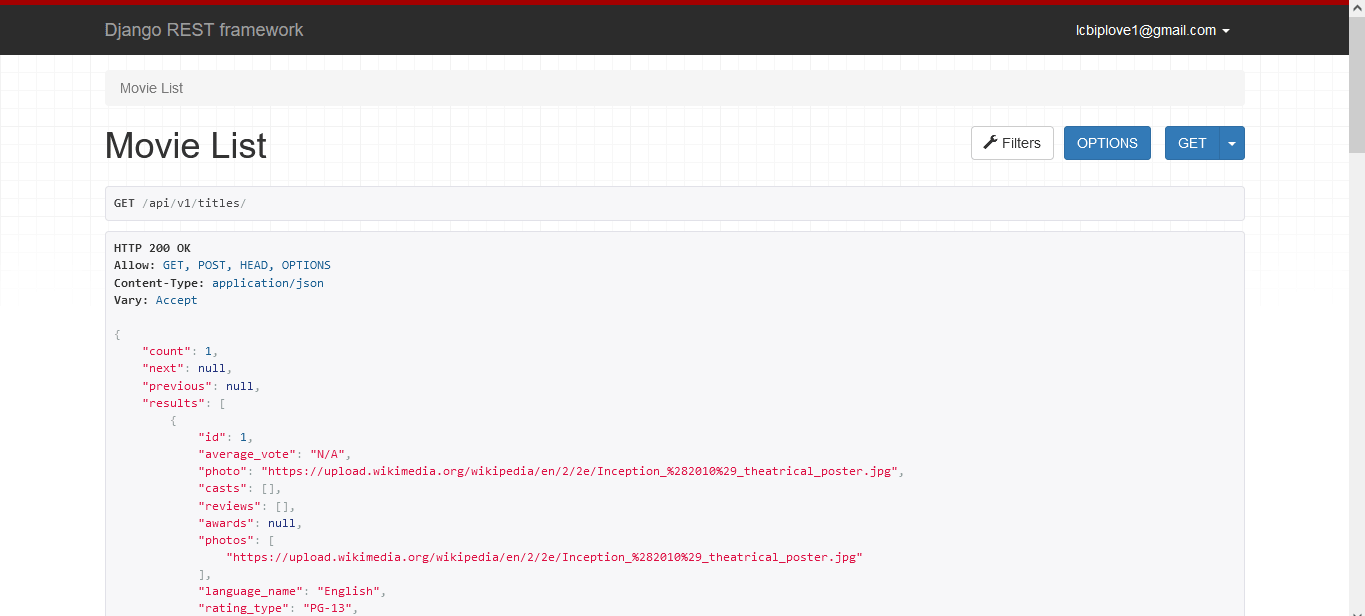 Django REST framework
lcbiplove1@gmail.com
Movie List
Movie List
Filters
OPTIONS
GET
GET /api/v1/titles/
HTTP 200 OK
Allow: GET, POST, HEAD, OPTIONS
Content-Type: application/json
Vary: Accept
{
"count": 1,
"next": null,
"previous": null,
"results": [
{
"id": 1,
"average_vote": "N/A",
"photo": "https://upload.wikimedia.org/wikipedia/en/2/2e/Inception_%282010%29_theatrical_poster.jpg",
"casts": [],
"reviews": [],
"awards": null,
"photos": [
"https://upload.wikimedia.org/wikipedia/en/2/2e/Inception_%282010%29_theatrical_poster.jpg"
],
"language_name": "English",
"rating_type": "PG-13",